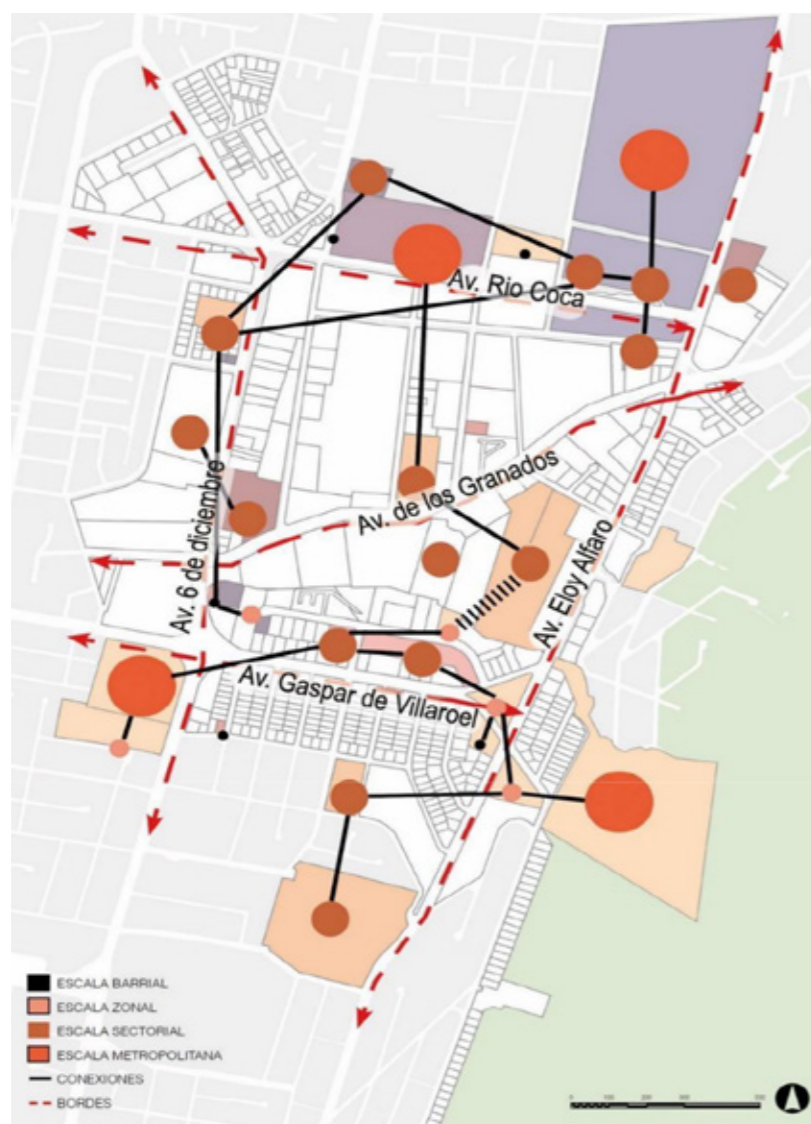 Av. Rio Coca
Av. de los Granados
Av. 6 de diciembre
Av. Eloy Alfaro
Av. Gaspar de Villaroel
ESCALA BARRIAL
ESCALA ZONAL
ESCALA SECTORIAL
ESCALA METROPOLITANA
CONEXIONES
BORDES